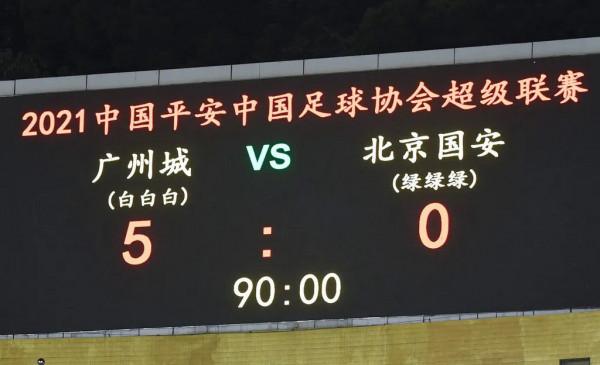 2021中国平安中国足球协会超级联赛
广州城 VS 北京国安
(白白白) (绿绿绿)
5 : 0
90:00